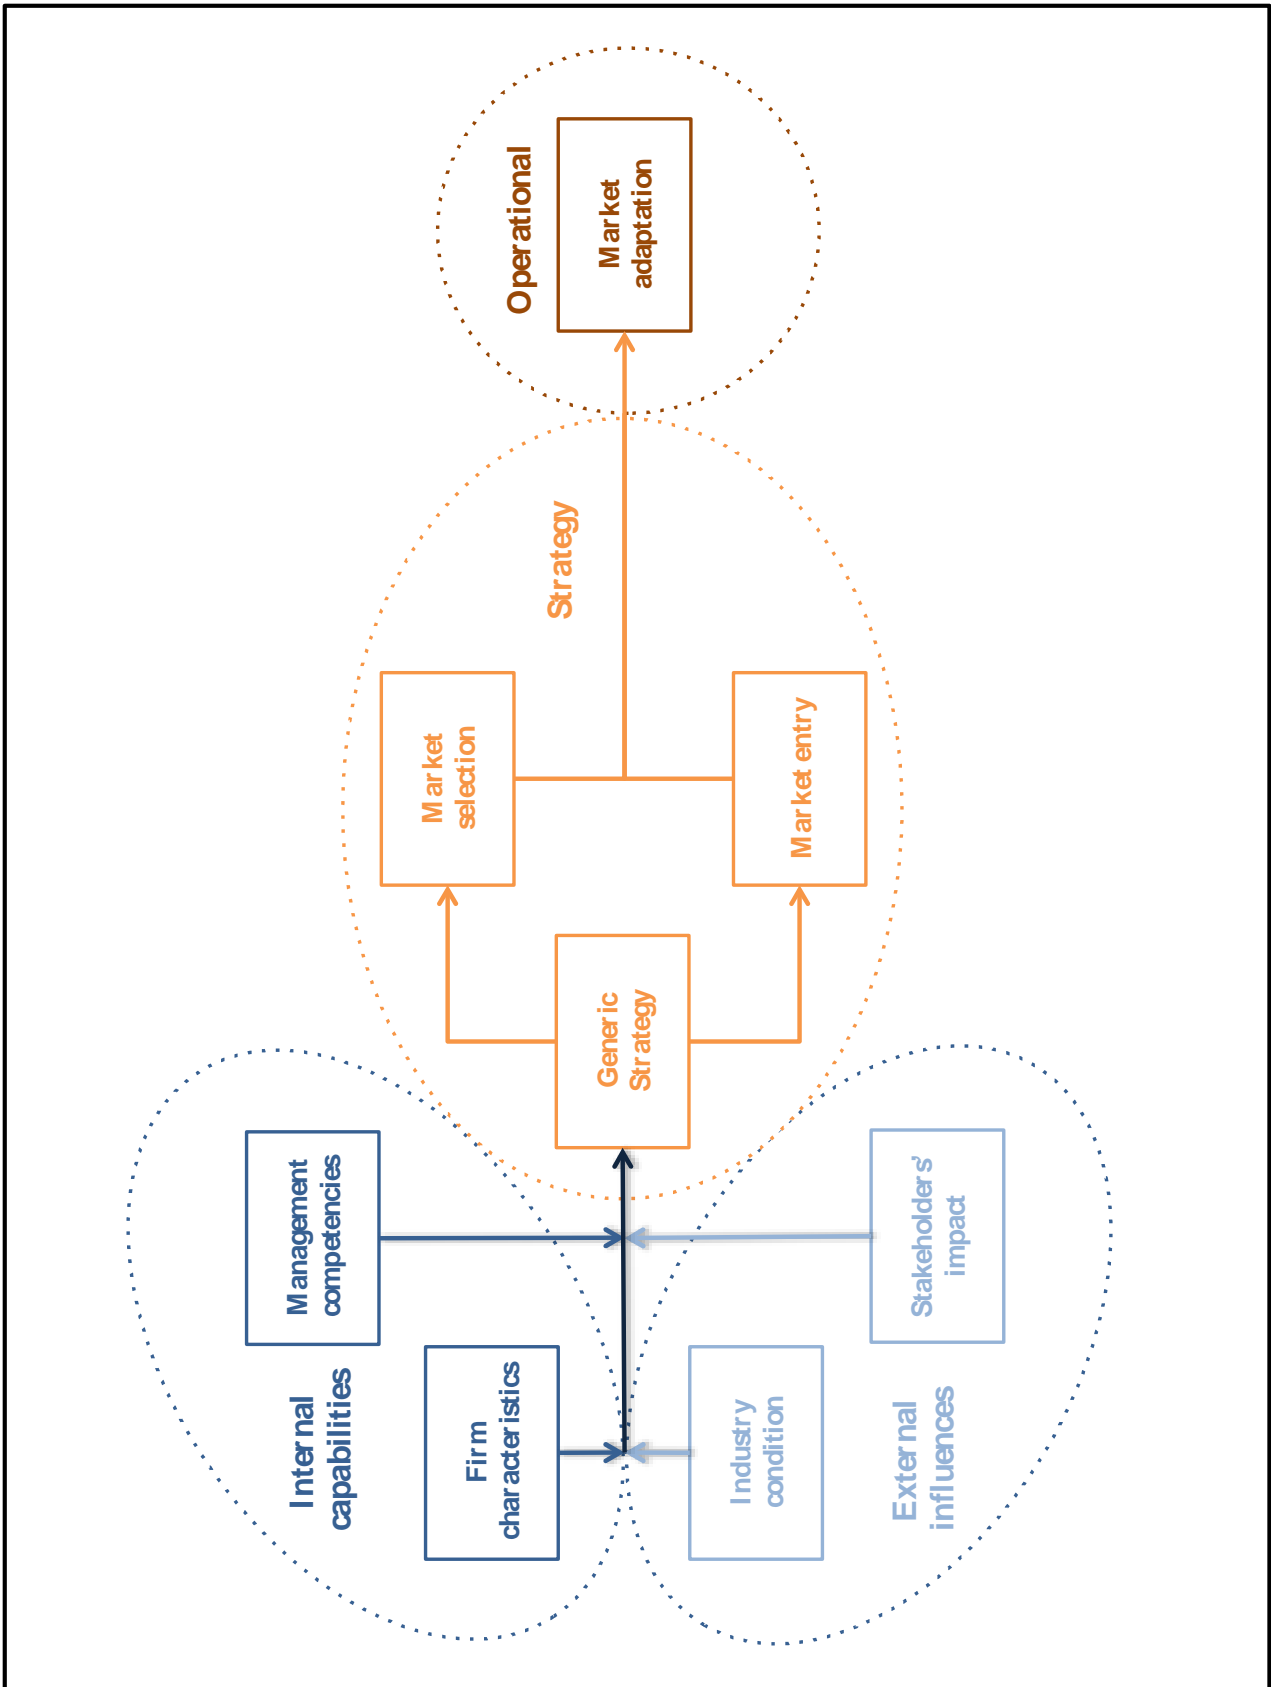 Internal
capabilities
Management
competencies
Firm
characteristics
Industry
condition
External
influences
Stakeholders'
impact
Generic
Strategy
Market
selection
Market entry
Strategy
Operational
Market
adaptation